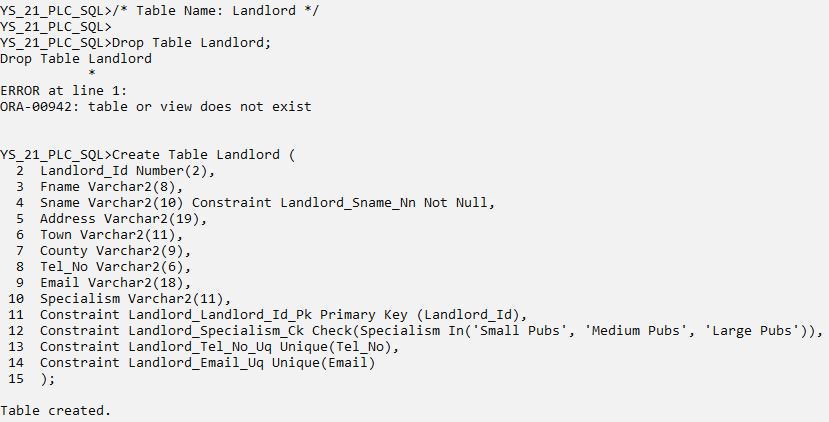 YS_21_PLC_SQL>/* Table Name: Landlord */
YS_21_PLC_SQL>
YS_21_PLC_SQL>Drop Table Landlord;
Drop Table Landlord
           *
ERROR at line 1:
ORA-00942: table or view does not exist


YS_21_PLC_SQL>Create Table Landlord (
  2  Landlord_Id Number(2),
  3  Fname Varchar2(8),
  4  Sname Varchar2(10) Constraint Landlord_Sname_Nn Not Null,
  5  Address Varchar2(19),
  6  Town Varchar2(11),
  7  County Varchar2(9),
  8  Tel_No Varchar2(6),
  9  Email Varchar2(18),
 10  Specialism Varchar2(11),
 11  Constraint Landlord_Landlord_Id_Pk Primary Key (Landlord_Id),
 12  Constraint Landlord_Specialism_Ck Check(Specialism In('Small Pubs', 'Medium Pubs', 'Large Pubs')),
 13  Constraint Landlord_Tel_No_Uq Unique(Tel_No),
 14  Constraint Landlord_Email_Uq Unique(Email)
 15  );

Table created.